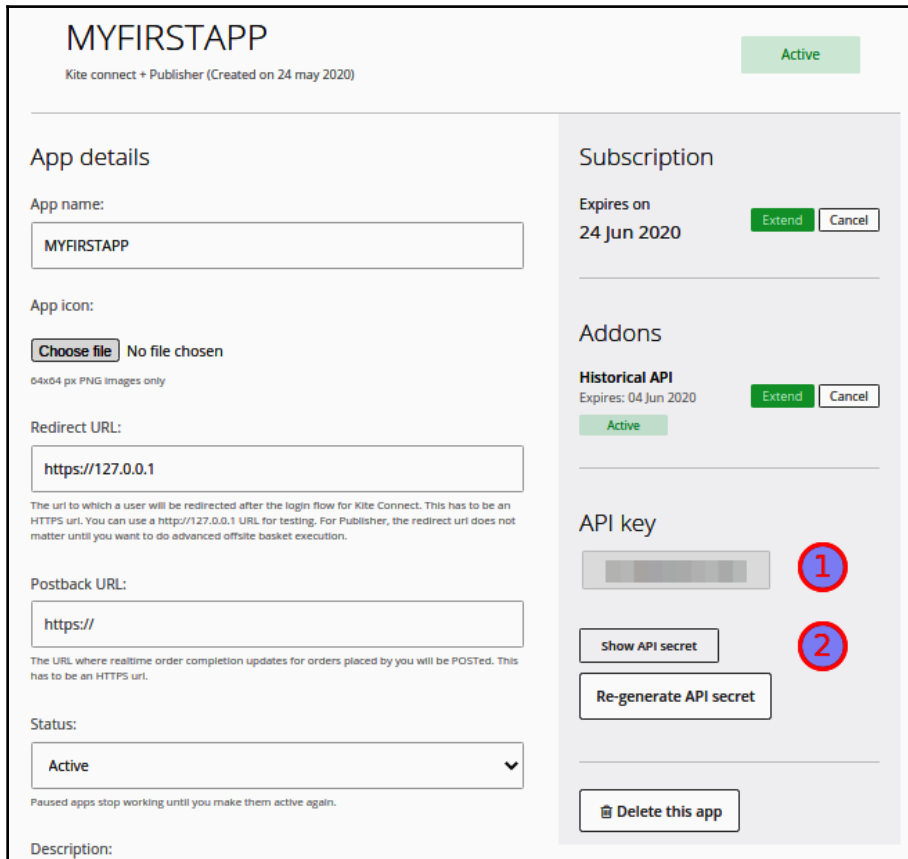 MYFIRSTAPP
Kite connect + Publisher (Created on 24 may 2020)
Active
App details
App name:
MYFIRSTAPP
App icon:
Choose file No file chosen
64x64 px PNG images only
Redirect URL:
https://127.0.0.1
The url to which a user will be redirected after the login flow for Kite Connect. This has to be an
HTTPS url. You can use a http://127.0.0.1 URL for testing. For Publisher, the redirect url does not
matter until you want to do advanced offsite basket execution.
Postback URL:
https://
The URL where realtime order completion updates for orders placed by you will be POSTed. This
has to be an HTTPS url.
Status:
Active
Paused apps stop working until you make them active again.
Description:
Subscription
Expires on
24 Jun 2020
Extend Cancel
Addons
Historical API
Expires: 04 Jun 2020
Extend Cancel
Active
API key
1
Show API secret
2
Re-generate API secret
Delete this app